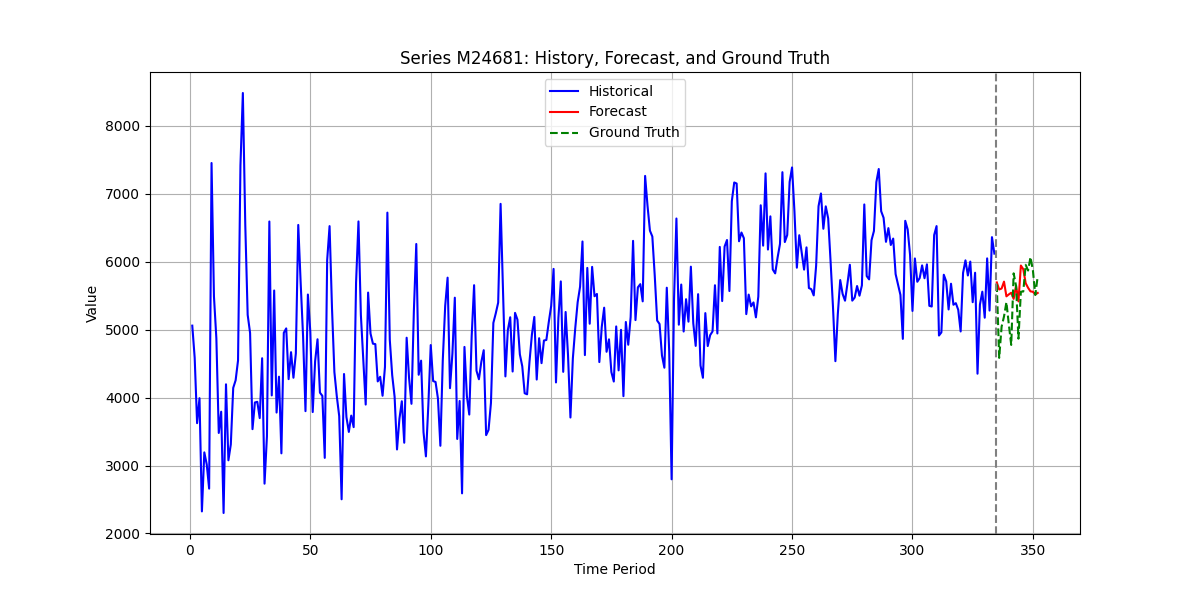 Series M24681: History, Forecast, and Ground Truth
Historical
Forecast
Ground Truth
8000
7000
6000
5000
4000
3000
2000
Value
0
50
100
150
200
250
300
350
Time Period